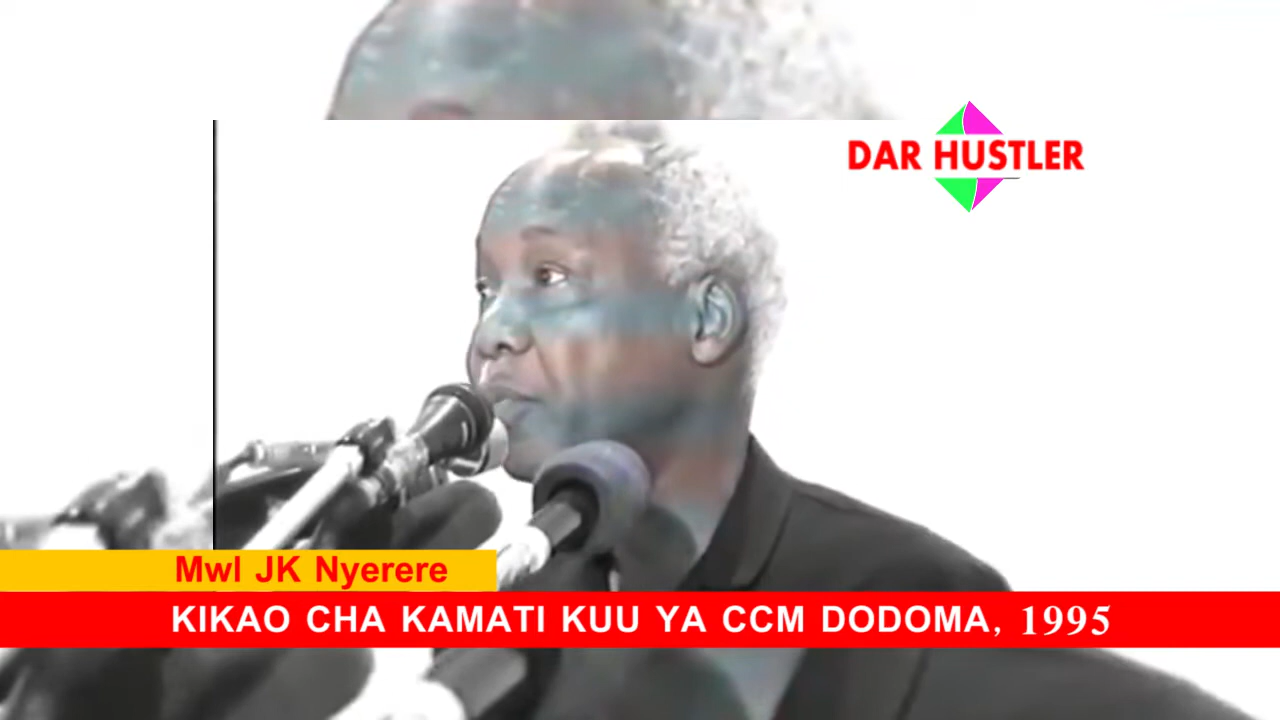 DAR HUSTLER
Mwl JK Nyerere
KIKAO CHA KAMATI KUU YA CCM DODOMA, 1995